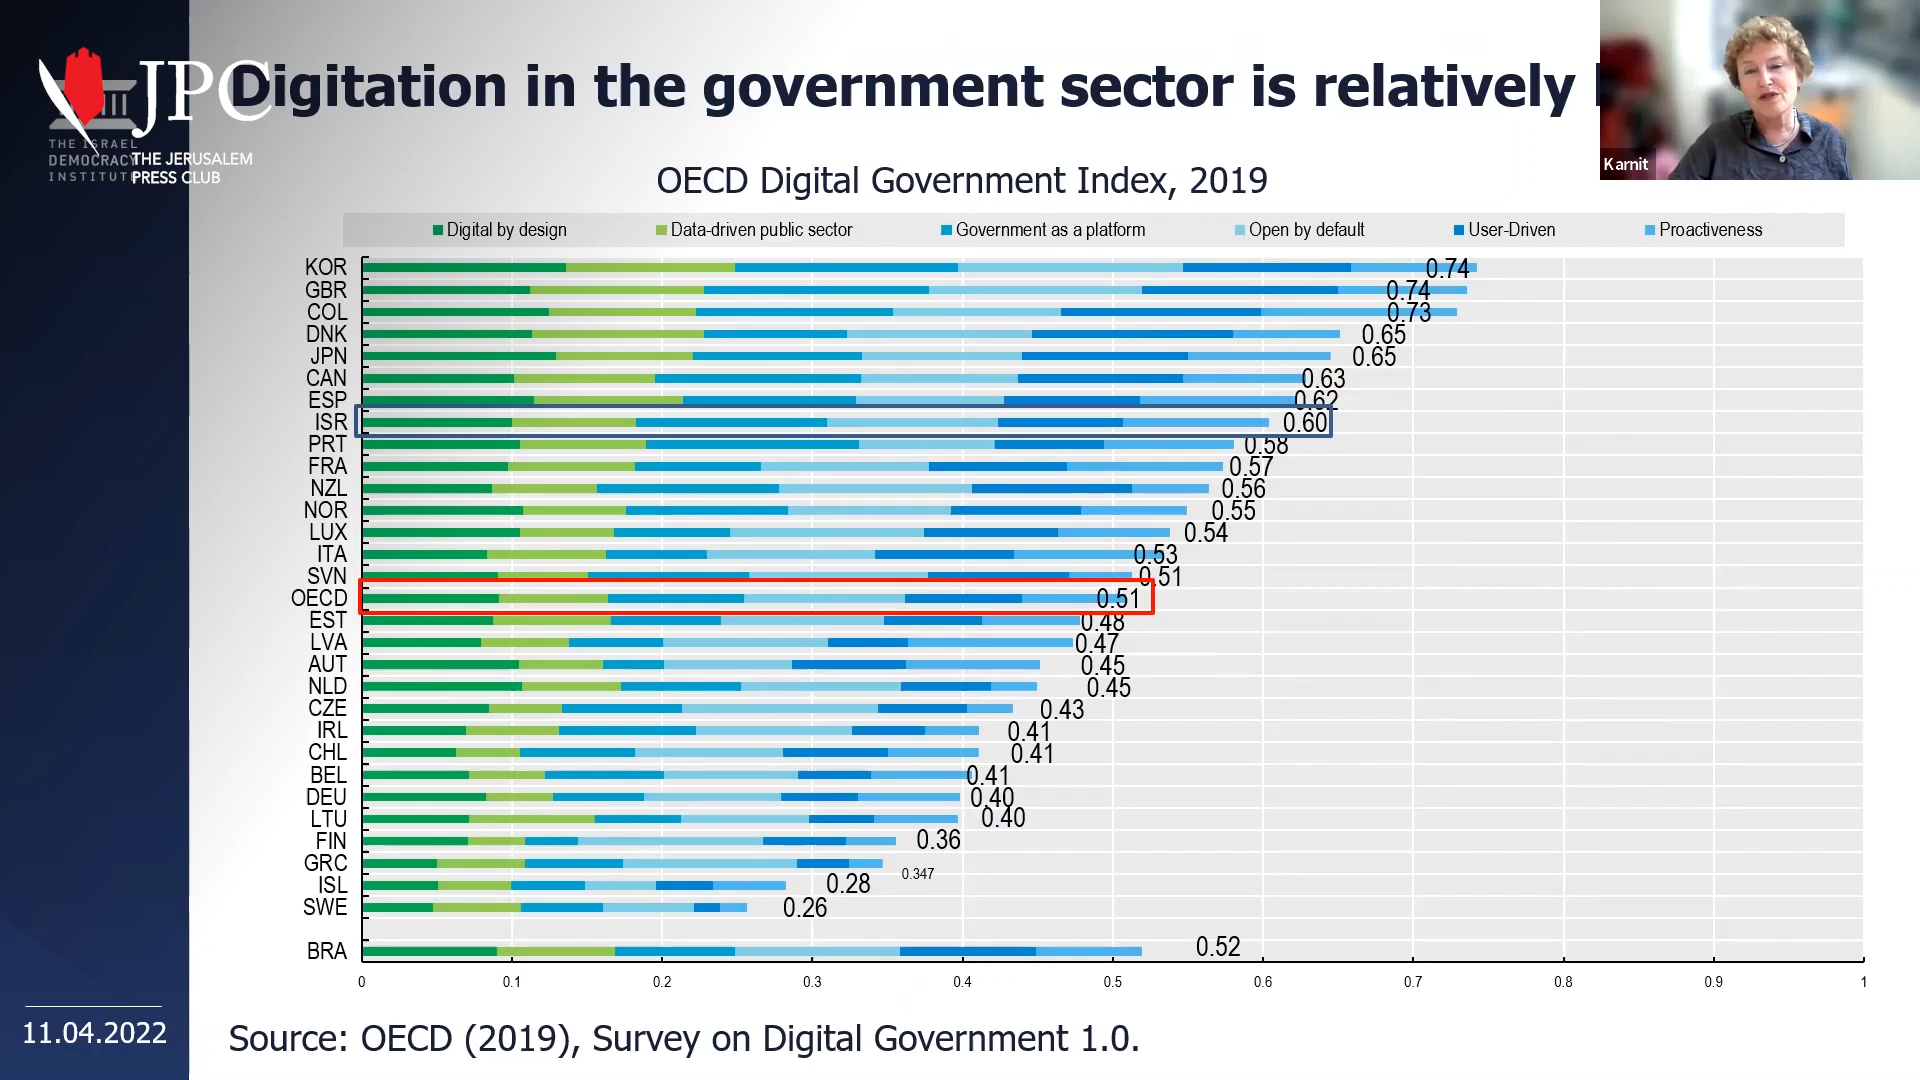 JPC
THE ISRAEL
DEMOCRACY
INSTITUTE
THE JERUSALEM
PRESS CLUB
Digitation in the government sector is relatively
Karnit
OECD Digital Government Index, 2019
Digital by design Data-driven public sector Government as a platform Open by default User-Driven Proactiveness
KOR 0.74
GBR 0.74
COL 0.73
DNK 0.65
JPN 0.65
CAN 0.63
ESP 0.62
ISR 0.60
PRT 0.58
FRA 0.57
NZL 0.56
NOR 0.55
LUX 0.54
ITA 0.53
SVN 0.51
OECD 0.51
EST 0.48
LVA 0.47
AUT 0.45
NLD 0.45
CZE 0.43
IRL 0.41
CHL 0.41
BEL 0.41
DEU 0.40
LTU 0.40
FIN 0.36
GRC 0.347
ISL 0.28
SWE 0.26
BRA 0.52
0 0.1 0.2 0.3 0.4 0.5 0.6 0.7 0.8 0.9 1
11.04.2022
Source: OECD (2019), Survey on Digital Government 1.0.